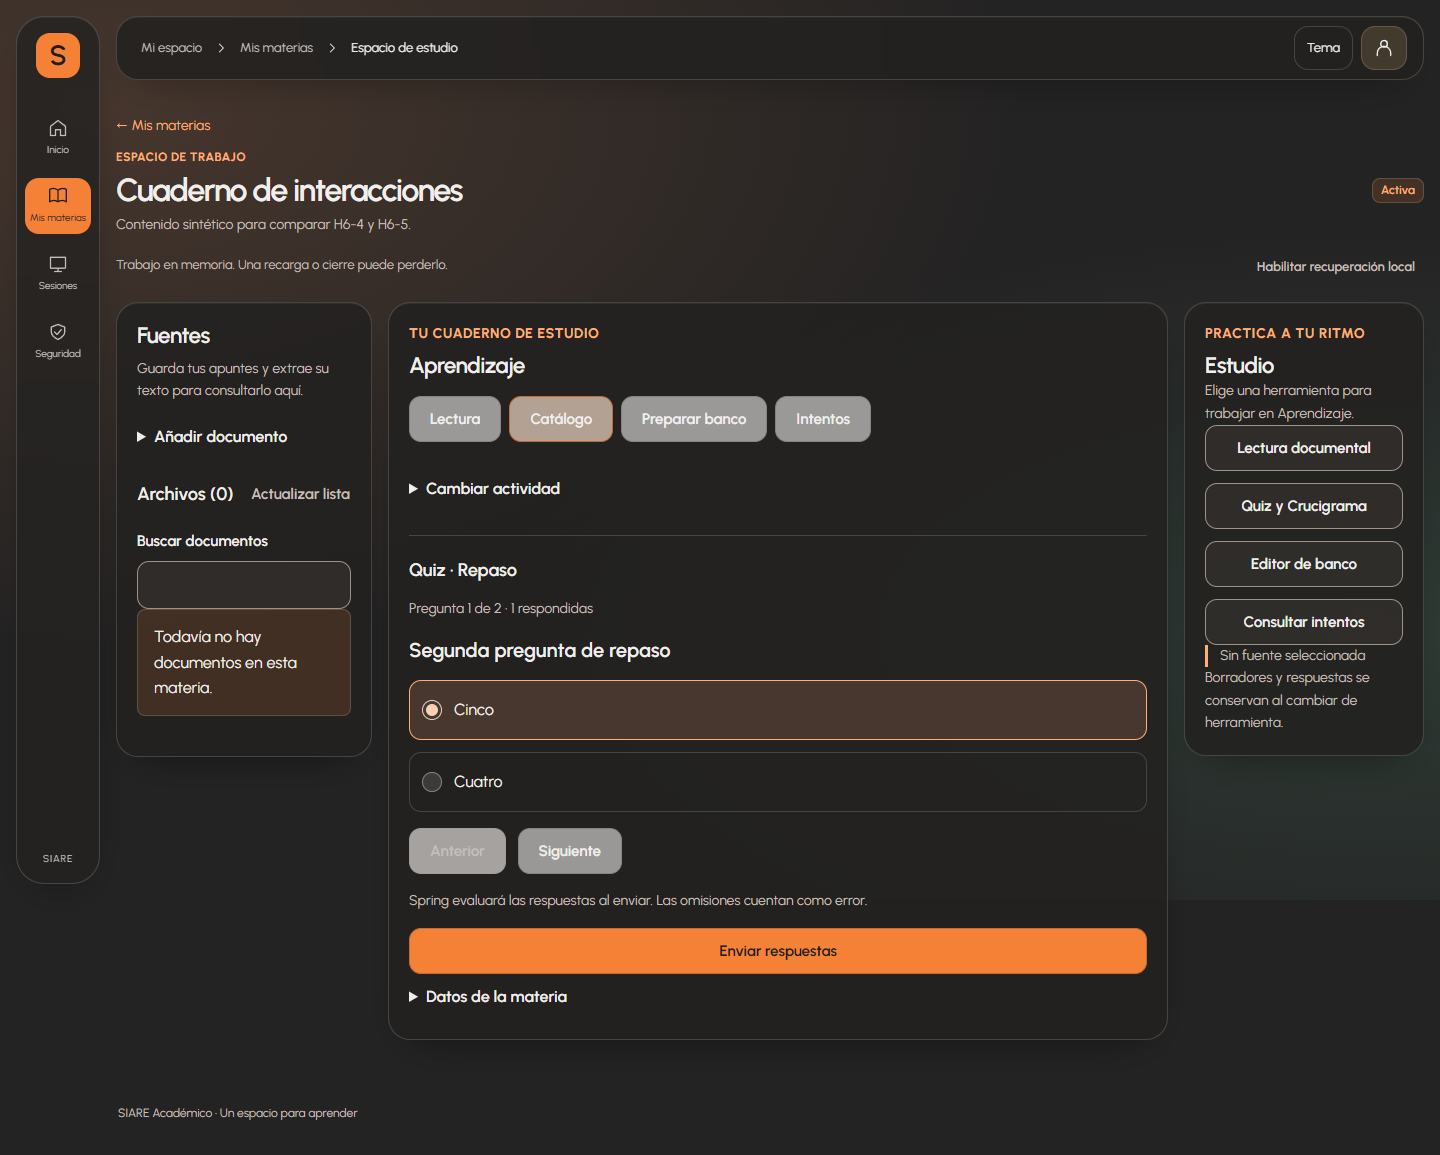 S
Inicio
Mis materias
Sesiones
Seguridad
SIARE
Mi espacio > Mis materias > Espacio de estudio
Tema
← Mis materias
ESPACIO DE TRABAJO
Cuaderno de interacciones
Activa
Contenido sintético para comparar H6-4 y H6-5.
Trabajo en memoria. Una recarga o cierre puede perderlo.
Habilitar recuperación local
Fuentes
Guarda tus apuntes y extrae su
texto para consultarlo aquí.
Añadir documento
Archivos (0) Actualizar lista
Buscar documentos
Todavía no hay
documentos en esta
materia.
TU CUADERNO DE ESTUDIO
Aprendizaje
Lectura Catálogo Preparar banco Intentos
Cambiar actividad
Quiz · Repaso
Pregunta 1 de 2 · 1 respondidas
Segunda pregunta de repaso
Cinco
Cuatro
Anterior Siguiente
Spring evaluará las respuestas al enviar. Las omisiones cuentan como error.
Enviar respuestas
Datos de la materia
PRACTICA A TU RITMO
Estudio
Elige una herramienta para
trabajar en Aprendizaje.
Lectura documental
Quiz y Crucigrama
Editor de banco
Consultar intentos
Sin fuente seleccionada
Borradores y respuestas se
conservan al cambiar de
herramienta.
SIARE Académico · Un espacio para aprender